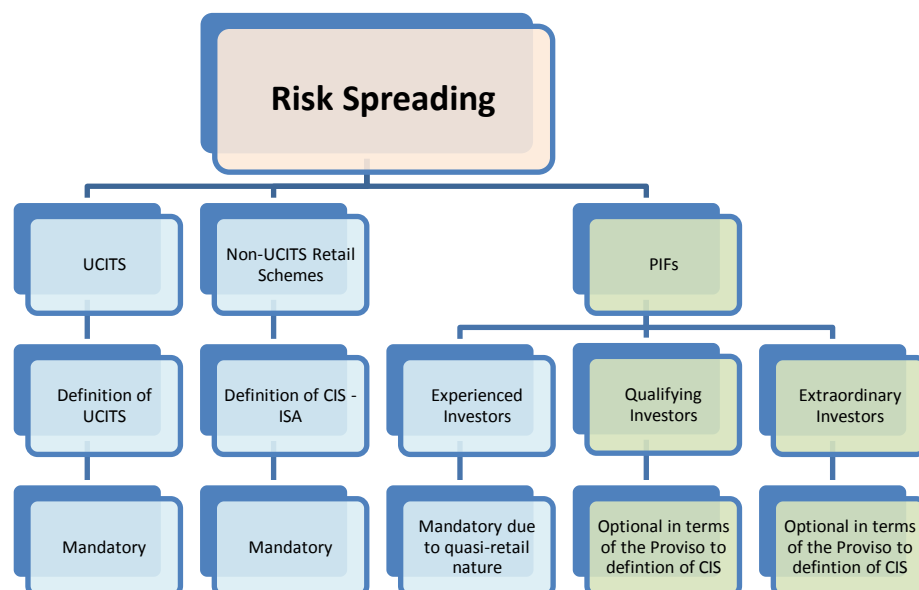 Risk Spreading
UCITS
Non-UCITS Retail
Schemes
PIFs
Definition of
UCITS
Definition of CIS -
ISA
Experienced
Investors
Qualifying
Investors
Extraordinary
Investors
Mandatory
Mandatory
Mandatory due
to quasi-retail
nature
Optional in terms
of the Proviso to
defintion of CIS
Optional in terms
of the Proviso to
defintion of CIS